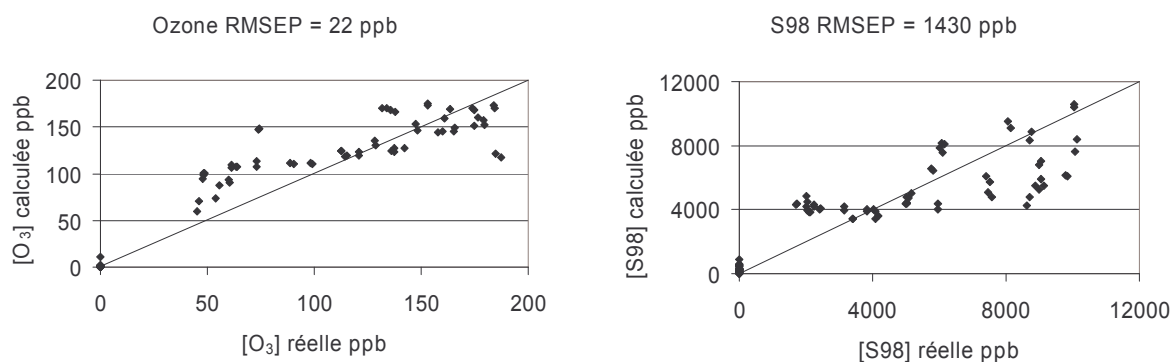 Ozone RMSEP = 22 ppb
[O₃] calculée ppb
200
150
100
50
0
0 50 100 150 200
[O₃] réelle ppb
S98 RMSEP = 1430 ppb
[S98] calculée ppb
12000
8000
4000
0
0 4000 8000 12000
[S98] réelle ppb